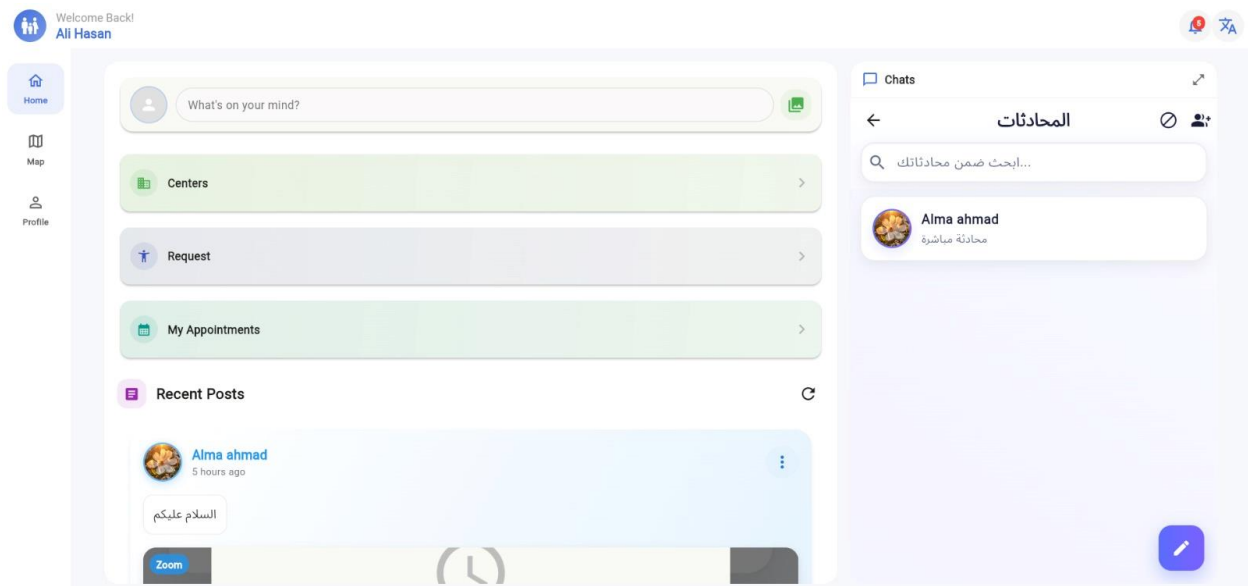 Welcome Back!
Ali Hasan
5
Home
Map
Profile
What's on your mind?
Centers
Request
My Appointments
Recent Posts
Alma ahmad
5 hours ago
السلام عليكم
Zoom
Chats
المحادثات
ابحث ضمن محادثاتك...
Alma ahmad
محادثة مباشرة